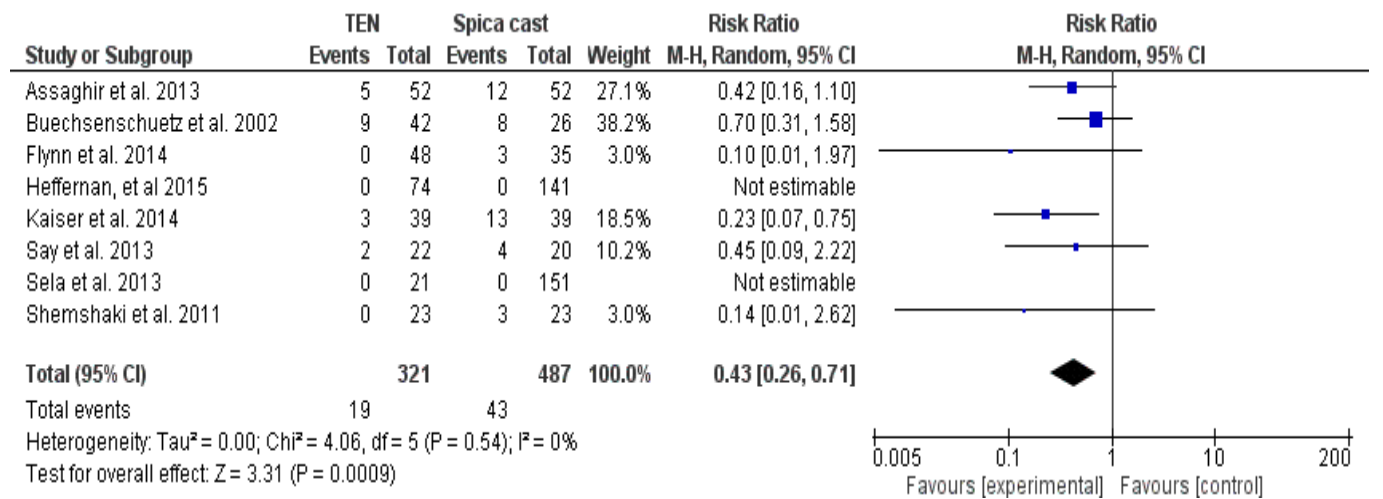 TEN Spica cast Risk Ratio Risk Ratio
Study or Subgroup Events Total Events Total Weight M-H, Random, 95% CI M-H, Random, 95% CI
Assaghir et al. 2013 5 52 12 52 27.1% 0.42 [0.16, 1.10]
Buechsenschuetz et al. 2002 9 42 8 26 38.2% 0.70 [0.31, 1.58]
Flynn et al. 2014 0 48 3 35 3.0% 0.10 [0.01, 1.97]
Heffernan, et al 2015 0 74 0 141 Not estimable
Kaiser et al. 2014 3 39 13 39 18.5% 0.23 [0.07, 0.75]
Say et al. 2013 2 22 4 20 10.2% 0.45 [0.09, 2.22]
Sela et al. 2013 0 21 0 151 Not estimable
Shemshaki et al. 2011 0 23 3 23 3.0% 0.14 [0.01, 2.62]
Total (95% CI) 321 487 100.0% 0.43 [0.26, 0.71]
Total events 19 43
Heterogeneity: Tau² = 0.00; Chi² = 4.06, df = 5 (P = 0.54); I² = 0%
Test for overall effect: Z = 3.31 (P = 0.0009)
0.005 0.1 1 10 200
Favours [experimental] Favours [control]